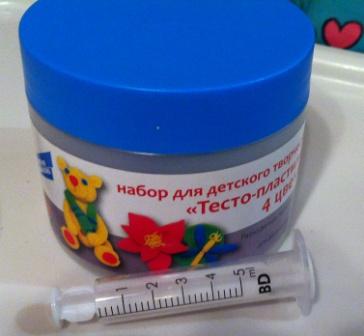 набор для детского творч
«Тесто-пласти
4 цве
1 2 3 4 5 ml
BD